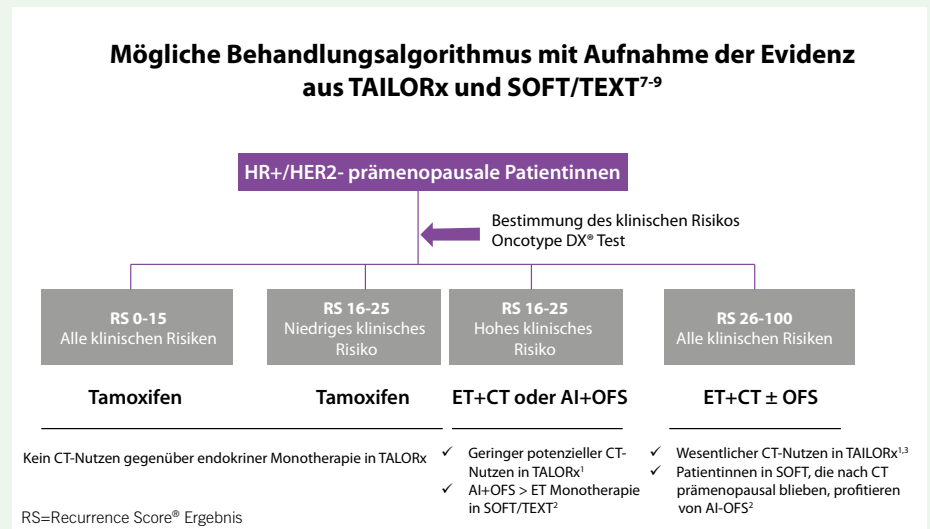 Mögliche Behandlungsalgorithmus mit Aufnahme der Evidenz
aus TAILORx und SOFT/TEXT7-9
HR+/HER2- prämenopausale Patientinnen
Bestimmung des klinischen Risikos
Oncotype DX® Test
RS 0-15
Alle klinischen Risiken
RS 16-25
Niedriges klinisches
Risiko
RS 16-25
Hohes klinisches
Risiko
RS 26-100
Alle klinischen Risiken
Tamoxifen
Tamoxifen
ET+CT oder AI+OFS
ET+CT ± OFS
Kein CT-Nutzen gegenüber endokriner Monotherapie in TALORx
✓ Geringer potenzieller CT-
Nutzen in TALORx1
✓ AI+OFS > ET Monotherapie
in SOFT/TEXT2
✓ Wesentlicher CT-Nutzen in TAILORx1,3
✓ Patientinnen in SOFT, die nach CT
prämenopausal blieben, profitieren
von AI-OFS2
RS=Recurrence Score® Ergebnis